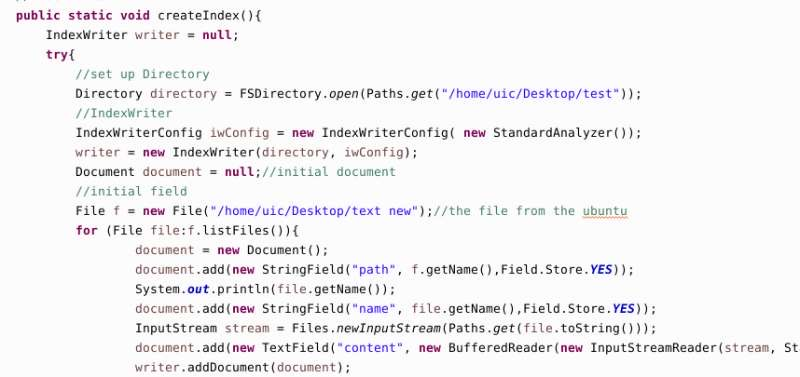 public static void createIndex(){
IndexWriter writer = null;
try{
//set up Directory
Directory directory = FSDirectory.open(Paths.get("/home/uic/Desktop/test"));
//IndexWriter
IndexWriterConfig iwConfig = new IndexWriterConfig( new StandardAnalyzer());
writer = new IndexWriter(directory, iwConfig);
Document document = null;//initial document
//initial field
File f = new File("/home/uic/Desktop/text new");//the file from the ubuntu
for (File file:f.listFiles()){
document = new Document();
document.add(new StringField("path", f.getName(),Field.Store.YES));
System.out.println(file.getName());
document.add(new StringField("name", file.getName(),Field.Store.YES));
InputStream stream = Files.newInputStream(Paths.get(file.toString()));
document.add(new TextField("content", new BufferedReader(new InputStreamReader(stream, St
writer.addDocument(document);